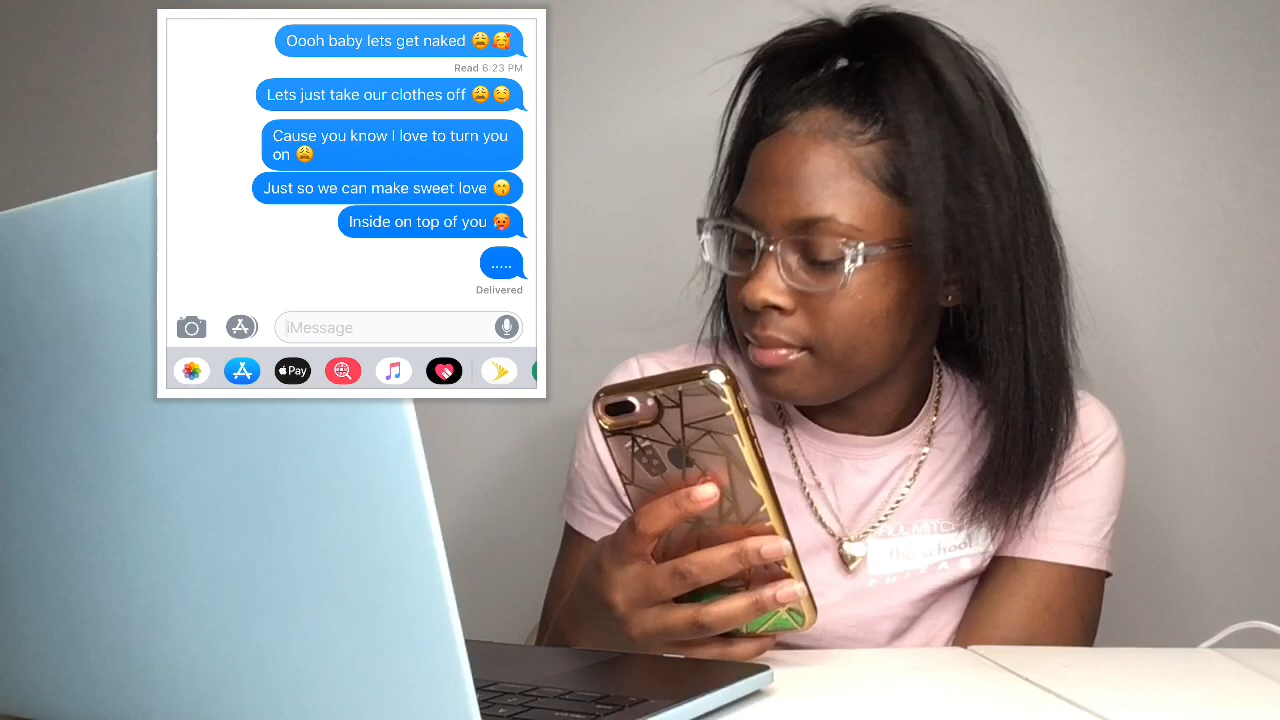 Oooh baby lets get naked 😩🥰
Read 6:23 PM
Lets just take our clothes off 😩😉
Cause you know I love to turn you
on 😩
Just so we can make sweet love 😙
Inside on top of you 🥵
.....
Delivered
iMessage
Pay
the school